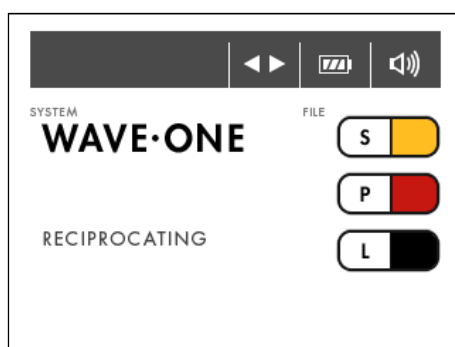 SYSTEM
WAVE•ONE
RECIPROCATING
FILE
S
P
L